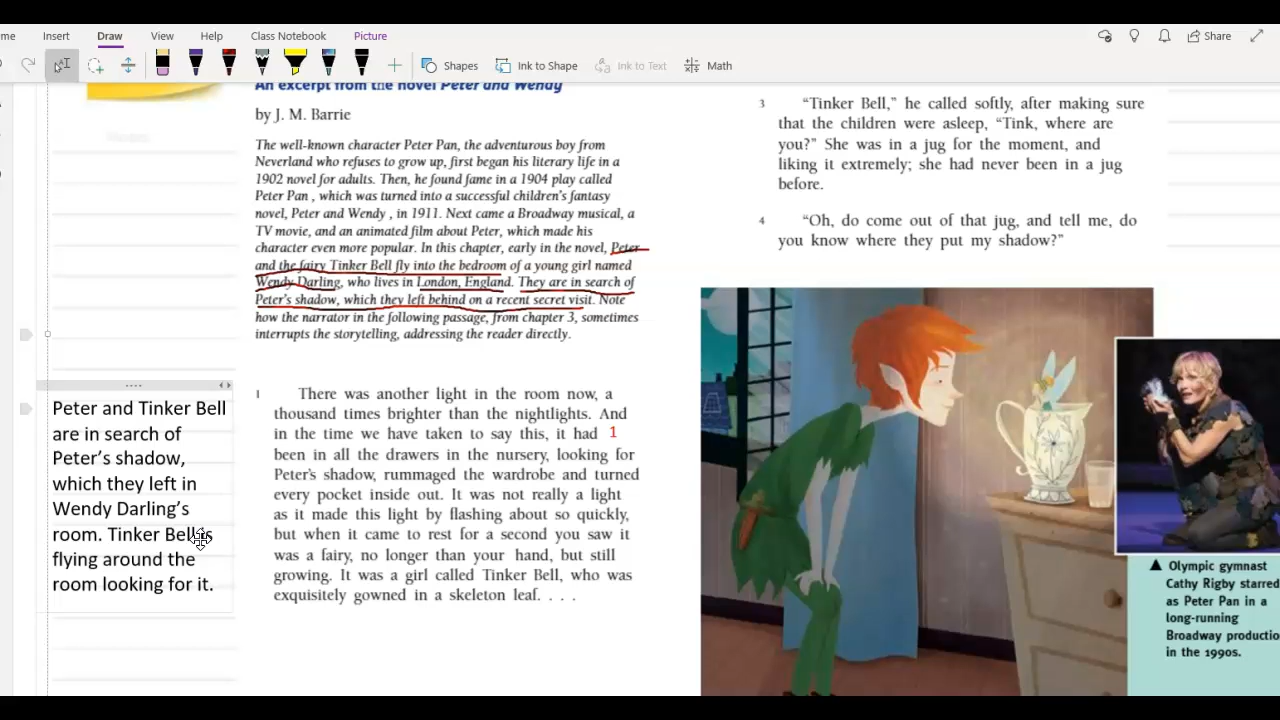 Insert Draw View Help Class Notebook Picture
Share
Shapes Ink to Shape Ink to Text Math
An excerpt from the novel Peter and Wendy
by J. M. Barrie
The well-known character Peter Pan, the adventurous boy from
Neverland who refuses to grow up, first began his literary life in a
1902 novel for adults. Then, he found fame in a 1904 play called
Peter Pan , which was turned into a successful children's fantasy
novel, Peter and Wendy , in 1911. Next came a Broadway musical, a
TV movie, and an animated film about Peter, which made his
character even more popular. In this chapter, early in the novel, Peter
and the fairy Tinker Bell fly into the bedroom of a young girl named
Wendy Darling, who lives in London, England. They are in search of
Peter's shadow, which they left behind on a recent secret visit. Note
how the narrator in the following passage, from chapter 3, sometimes
interrupts the storytelling, addressing the reader directly.
Peter and Tinker Bell
are in search of
Peter's shadow,
which they left in
Wendy Darling's
room. Tinker Bell is
flying around the
room looking for it.
1 There was another light in the room now, a
thousand times brighter than the nightlights. And
in the time we have taken to say this, it had 1
been in all the drawers in the nursery, looking for
Peter's shadow, rummaged the wardrobe and turned
every pocket inside out. It was not really a light
as it made this light by flashing about so quickly,
but when it came to rest for a second you saw it
was a fairy, no longer than your hand, but still
growing. It was a girl called Tinker Bell, who was
exquisitely gowned in a skeleton leaf. . . .
3 "Tinker Bell," he called softly, after making sure
that the children were asleep, "Tink, where are
you?" She was in a jug for the moment, and
liking it extremely; she had never been in a jug
before.
4 "Oh, do come out of that jug, and tell me, do
you know where they put my shadow?"
▲ Olympic gymnast
Cathy Rigby starred
as Peter Pan in a
long-running
Broadway productio
in the 1990s.